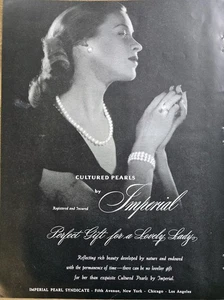 CULTURED PEARLS
by
Imperial
Registered and Insured
Perfect Gift for a Lovely Lady
Reflecting rich beauty developed by nature and endowed
with the permanence of time—there can be no lovelier gift
for her than exquisite Cultured Pearls by Imperial.
IMPERIAL PEARL SYNDICATE · Fifth Avenue, New York · Chicago · Los Angeles